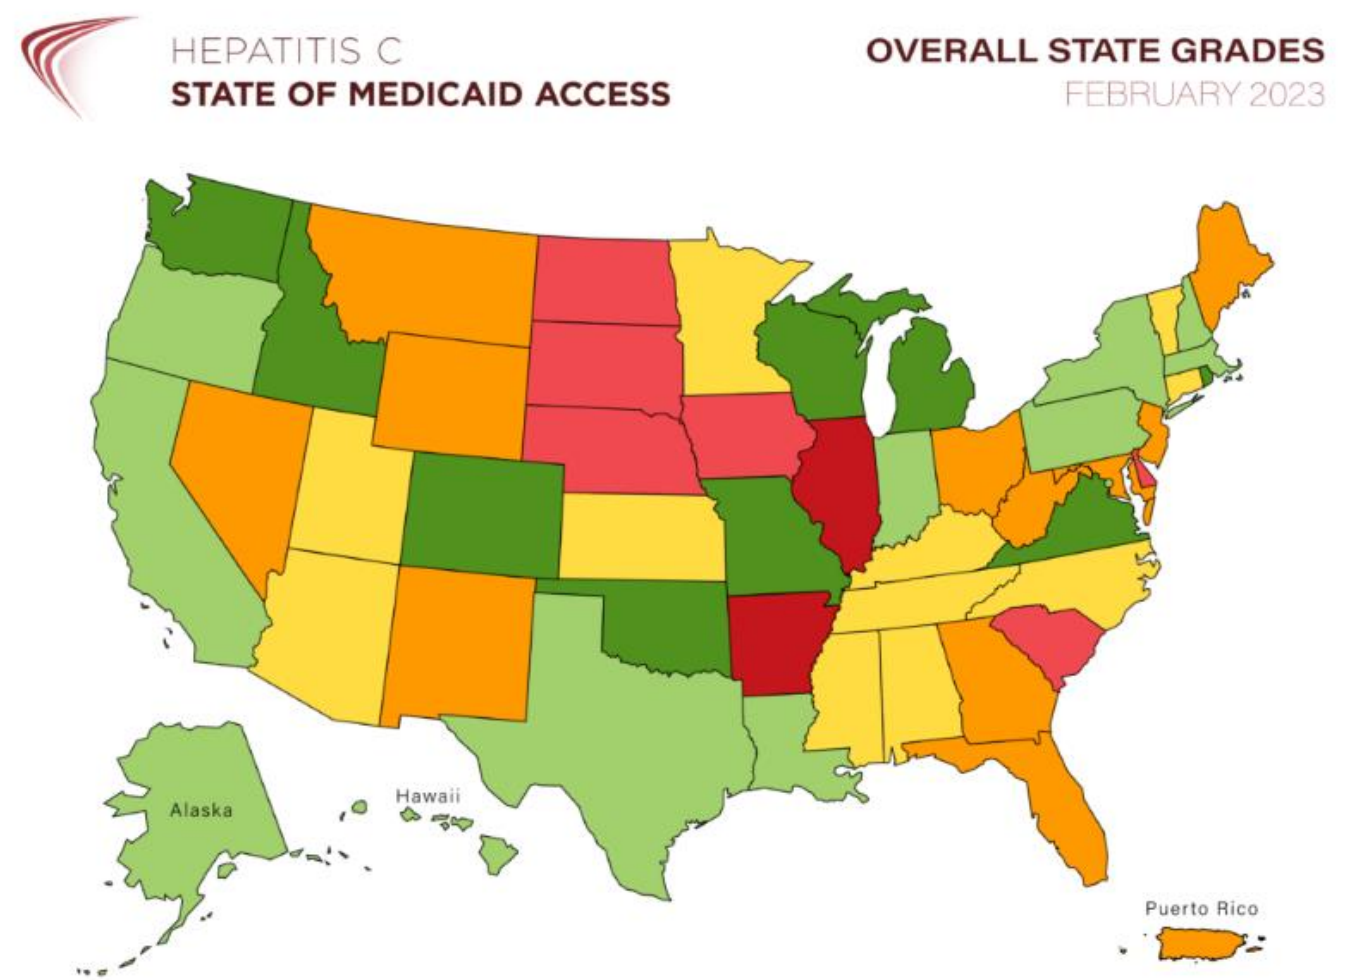 HEPATITIS C
STATE OF MEDICAID ACCESS
OVERALL STATE GRADES
FEBRUARY 2023
Alaska
Hawaii
Puerto Rico